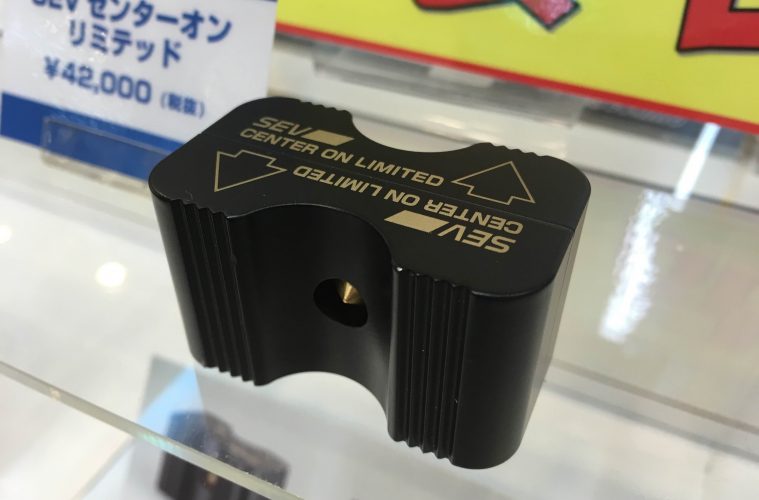 SEV センターオン
リミテッド
¥42,000 (税抜)
SEV
CENTER ON LIMITED
CENTER ON LIMITED
SEV